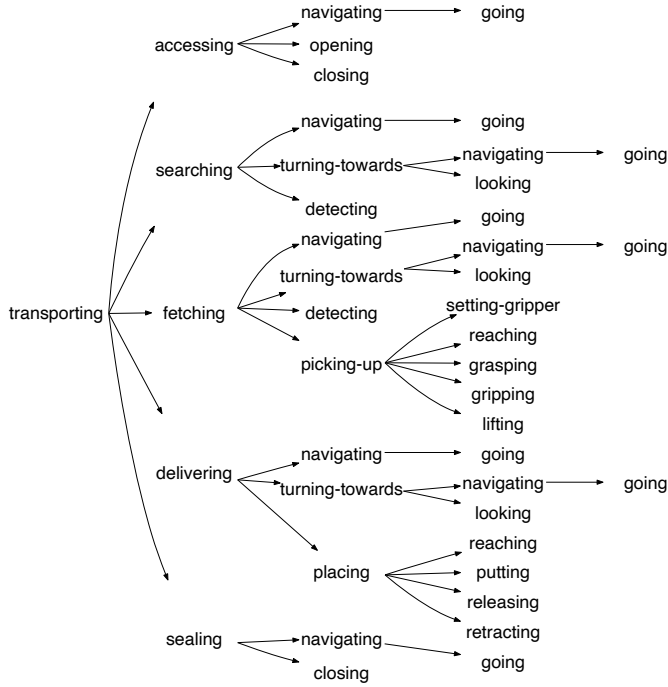 navigating going
accessing opening
closing
navigating going
navigating going
searching turning-towards
looking
detecting
going
navigating
navigating going
turning-towards
looking
setting-gripper
transporting fetching detecting
reaching
picking-up grasping
gripping
lifting
navigating going
delivering
turning-towards navigating going
looking
reaching
placing putting
releasing
retracting
sealing navigating
going
closing